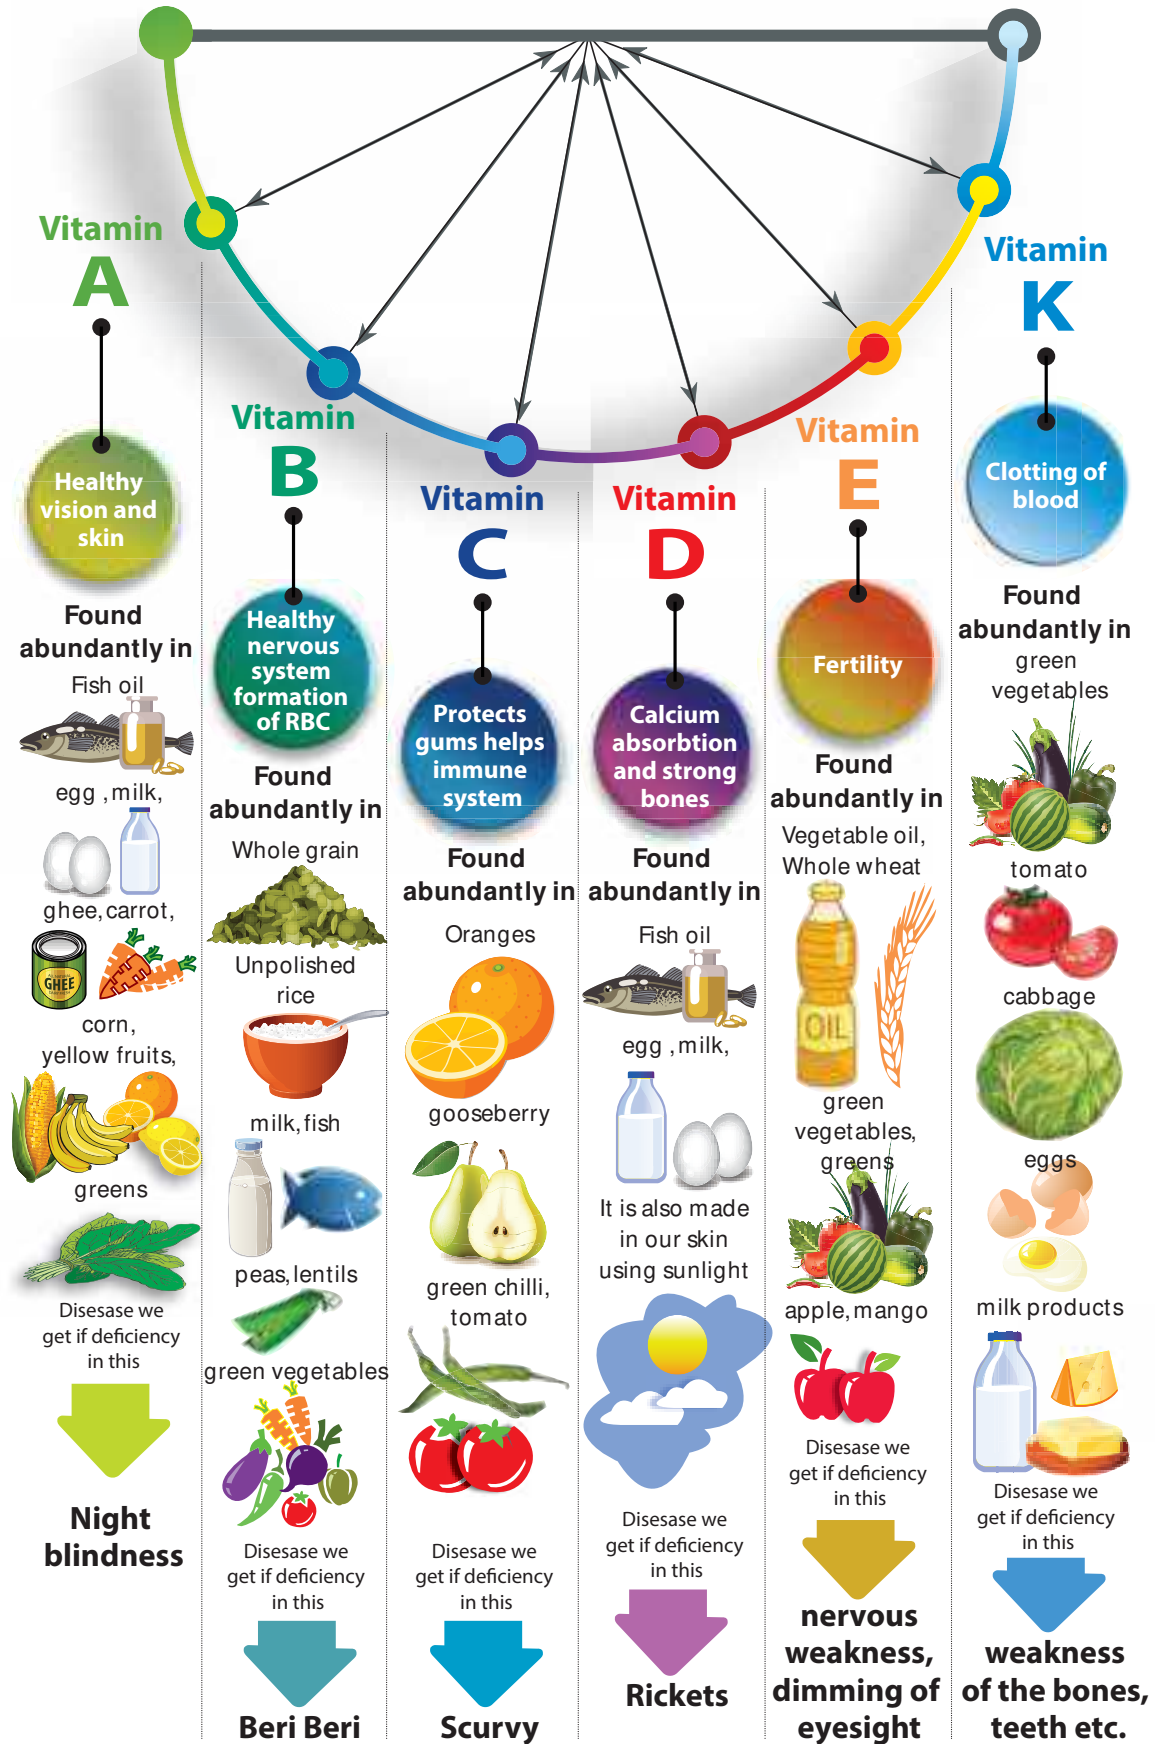 Vitamin
A
Healthy
vision and
skin
Found
abundantly in
Fish oil
egg ,milk,
ghee, carrot,
GHEE
corn,
yellow fruits,
greens
Disesase we
get if deficiency
in this
Night
blindness
Vitamin
B
Healthy
nervous
system
formation
of RBC
Found
abundantly in
Whole grain
Unpolished
rice
milk, fish
peas, lentils
green vegetables
Disesase we
get if deficiency
in this
Beri Beri
Vitamin
C
Protects
gums helps
immune
system
Found
abundantly in
Oranges
gooseberry
green chilli,
tomato
Disesase we
get if deficiency
in this
Scurvy
Vitamin
D
Calcium
absorbtion
and strong
bones
Found
abundantly in
Fish oil
egg ,milk,
It is also made
in our skin
using sunlight
Disesase we
get if deficiency
in this
Rickets
Vitamin
E
Fertility
Found
abundantly in
Vegetable oil,
Whole wheat
OIL
green
vegetables,
greens
apple, mango
Disesase we
get if deficiency
in this
nervous
weakness,
dimming of
eyesight
Vitamin
K
Clotting of
blood
Found
abundantly in
green
vegetables
tomato
cabbage
eggs
milk products
Disesase we
get if deficiency
in this
weakness
of the bones,
teeth etc.